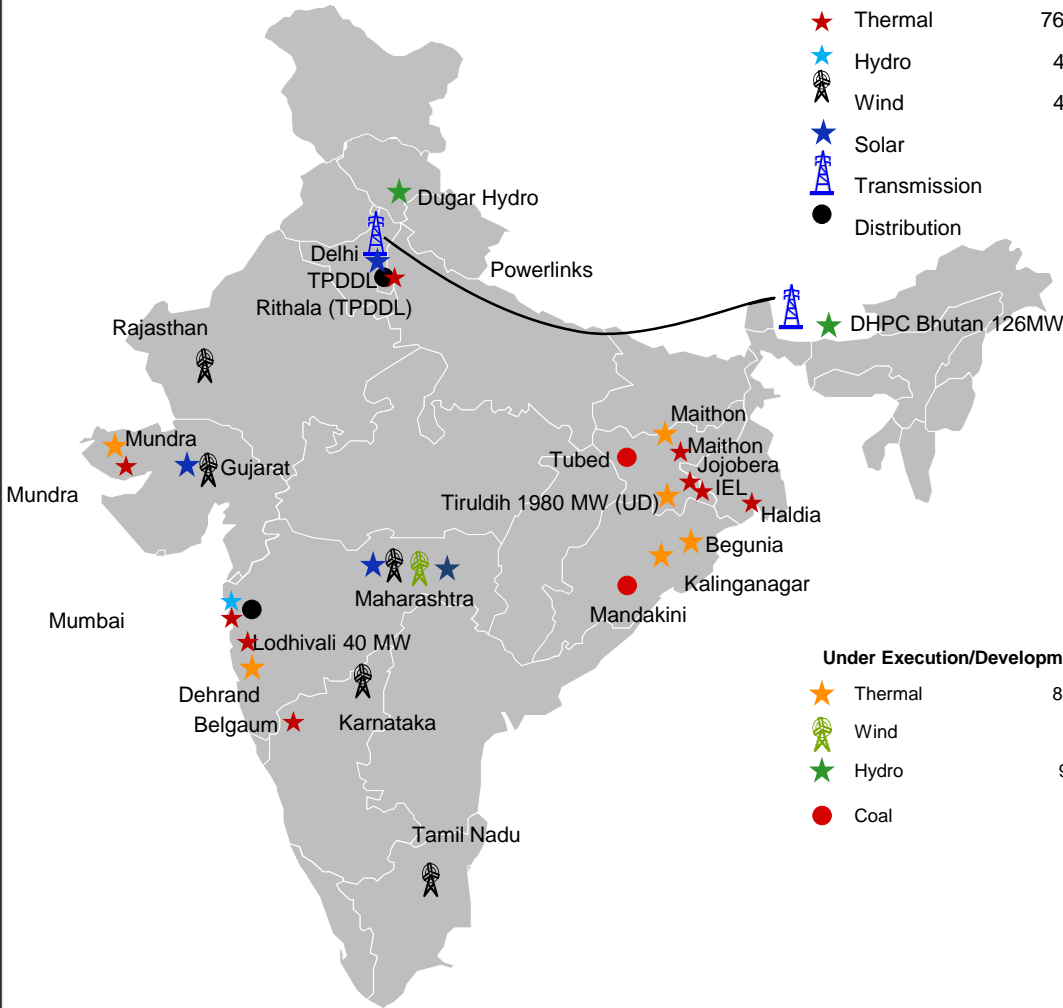 Thermal 76
Hydro 4
Wind 4
Solar
Transmission
Distribution
Dugar Hydro
Delhi
TPDDL
Rithala (TPDDL)
Powerlinks
DHPC Bhutan 126MW
Rajasthan
Mundra
Gujarat
Mundra
Maithon
Maithon
Tubed
Jojobera
IEL
Tiruldih 1980 MW (UD)
Haldia
Begunia
Kalinganagar
Mandakini
Maharashtra
Mumbai
Lodhivali 40 MW
Dehrand
Belgaum
Karnataka
Tamil Nadu
Under Execution/Developm
Thermal 8
Wind
Hydro 9
Coal